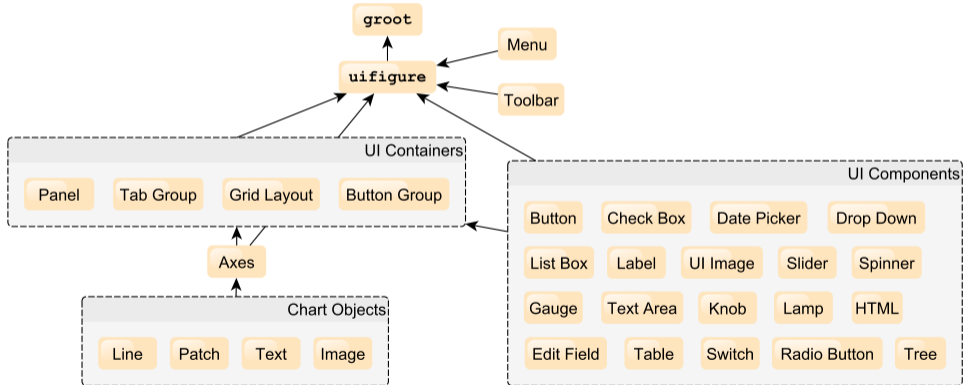 groot
Menu
uifigure
Toolbar
UI Containers
Panel
Tab Group
Grid Layout
Button Group
UI Components
Button
Check Box
Date Picker
Drop Down
List Box
Label
UI Image
Slider
Spinner
Gauge
Text Area
Knob
Lamp
HTML
Edit Field
Table
Switch
Radio Button
Tree
Axes
Chart Objects
Line
Patch
Text
Image